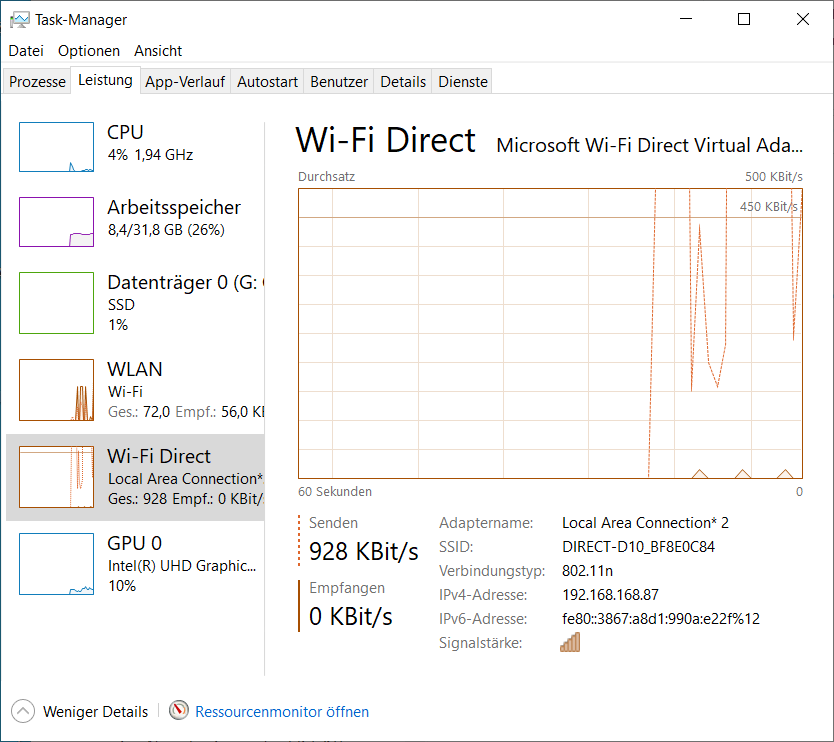 Task-Manager
Datei Optionen Ansicht
Prozesse Leistung App-Verlauf Autostart Benutzer Details Dienste
CPU
4% 1,94 GHz
Arbeitsspeicher
8,4/31,8 GB (26%)
Datenträger 0 (G:
SSD
1%
WLAN
Wi-Fi
Ges.: 72,0 Empf.: 56,0
Wi-Fi Direct
Local Area Connection*
Ges.: 928 Empf.: 0 KBit/
GPU 0
Intel(R) UHD Graphic...
10%
Wi-Fi Direct Microsoft Wi-Fi Direct Virtual Ada...
Durchsatz 500 KBit/s
450 KBit/s
60 Sekunden 0
Senden
928 KBit/s
Empfangen
0 KBit/s
Adaptername: Local Area Connection* 2
SSID: DIRECT-D10_BF8E0C84
Verbindungstyp: 802.11n
IPv4-Adresse: 192.168.168.87
IPv6-Adresse: fe80::3867:a8d1:990a:e22f%12
Signalstärke:
Weniger Details Ressourcenmonitor öffnen